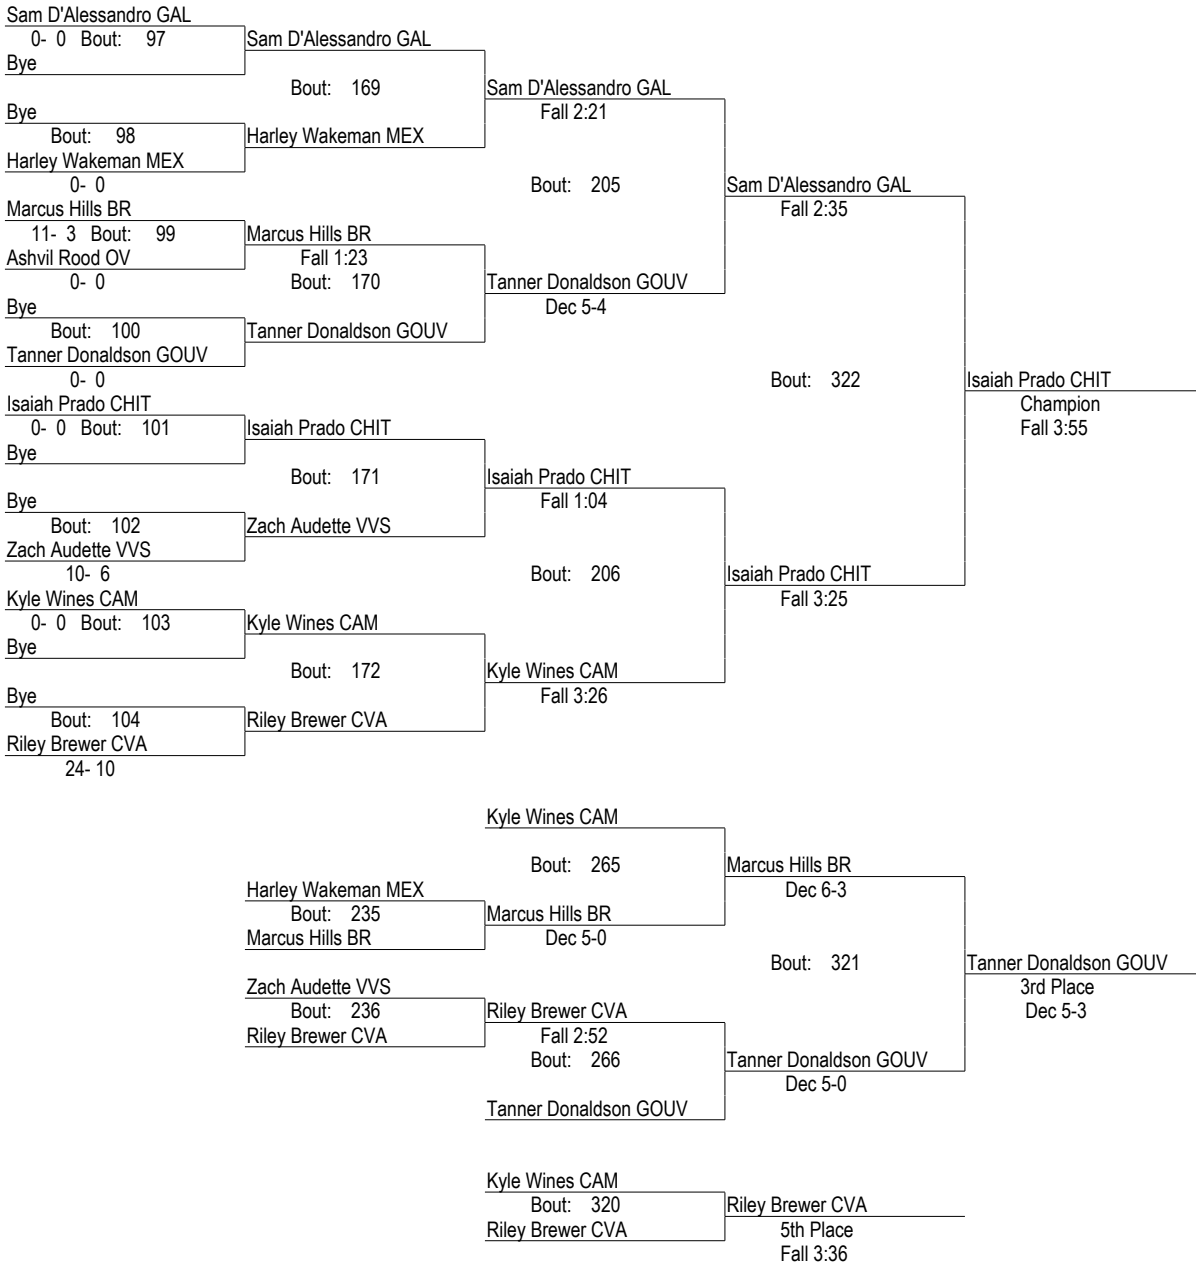 Sam D'Alessandro GAL
0- 0 Bout: 97
Sam D'Alessandro GAL
Bye
Bout: 169
Sam D'Alessandro GAL
Bye
Fall 2:21
Bout: 98
Harley Wakeman MEX
Harley Wakeman MEX
0- 0
Bout: 205
Sam D'Alessandro GAL
Marcus Hills BR
Fall 2:35
11- 3 Bout: 99
Marcus Hills BR
Ashvil Rood OV
Fall 1:23
0- 0
Bout: 170
Tanner Donaldson GOUV
Bye
Dec 5-4
Bout: 100
Tanner Donaldson GOUV
Tanner Donaldson GOUV
0- 0
Bout: 322
Isaiah Prado CHIT
Isaiah Prado CHIT
Champion
0- 0 Bout: 101
Isaiah Prado CHIT
Fall 3:55
Bye
Bout: 171
Isaiah Prado CHIT
Bye
Fall 1:04
Bout: 102
Zach Audette VVS
Zach Audette VVS
10- 6
Bout: 206
Isaiah Prado CHIT
Kyle Wines CAM
Fall 3:25
0- 0 Bout: 103
Kyle Wines CAM
Bye
Bout: 172
Kyle Wines CAM
Bye
Fall 3:26
Bout: 104
Riley Brewer CVA
Riley Brewer CVA
24- 10
Kyle Wines CAM
Bout: 265
Marcus Hills BR
Harley Wakeman MEX
Dec 6-3
Bout: 235
Marcus Hills BR
Marcus Hills BR
Dec 5-0
Bout: 321
Tanner Donaldson GOUV
Zach Audette VVS
3rd Place
Bout: 236
Riley Brewer CVA
Dec 5-3
Riley Brewer CVA
Fall 2:52
Bout: 266
Tanner Donaldson GOUV
Dec 5-0
Tanner Donaldson GOUV
Kyle Wines CAM
Bout: 320
Riley Brewer CVA
Riley Brewer CVA
5th Place
Fall 3:36